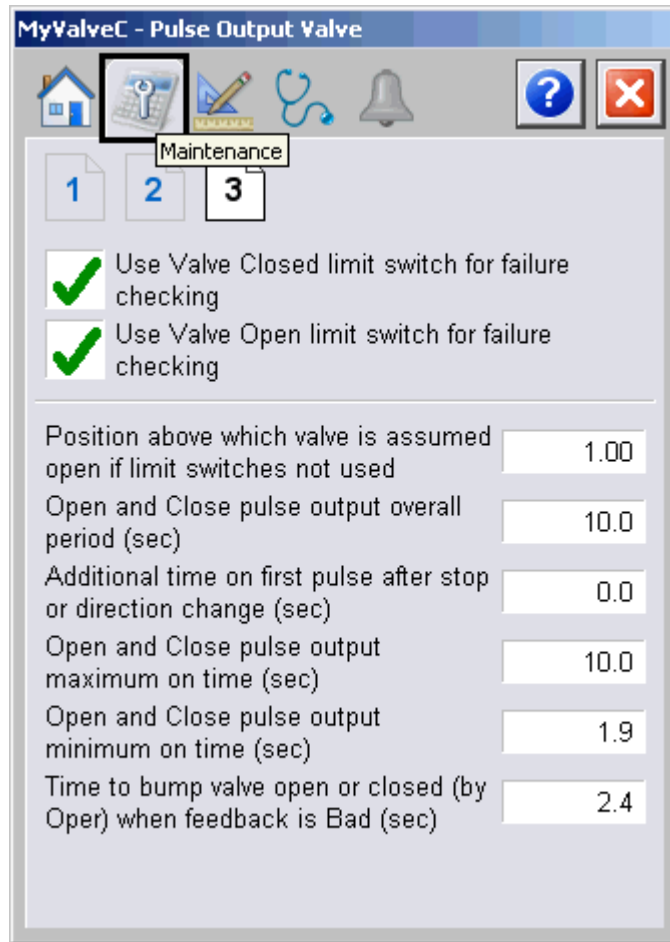 MyValveC - Pulse Output Valve
?
Maintenance
1 2 3
Use Valve Closed limit switch for failure
checking
Use Valve Open limit switch for failure
checking
Position above which valve is assumed
open if limit switches not used
1.00
Open and Close pulse output overall
period (sec)
10.0
Additional time on first pulse after stop
or direction change (sec)
0.0
Open and Close pulse output
maximum on time (sec)
10.0
Open and Close pulse output
minimum on time (sec)
1.9
Time to bump valve open or closed (by
Oper) when feedback is Bad (sec)
2.4